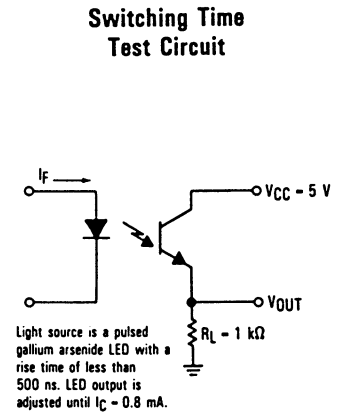 Switching Time
Test Circuit
IF
VCC - 5 V
VOUT
RL - 1 kΩ
Light source is a pulsed
gallium arsenide LED with a
rise time of less than
500 ns. LED output is
adjusted until IC - 0.8 mA.